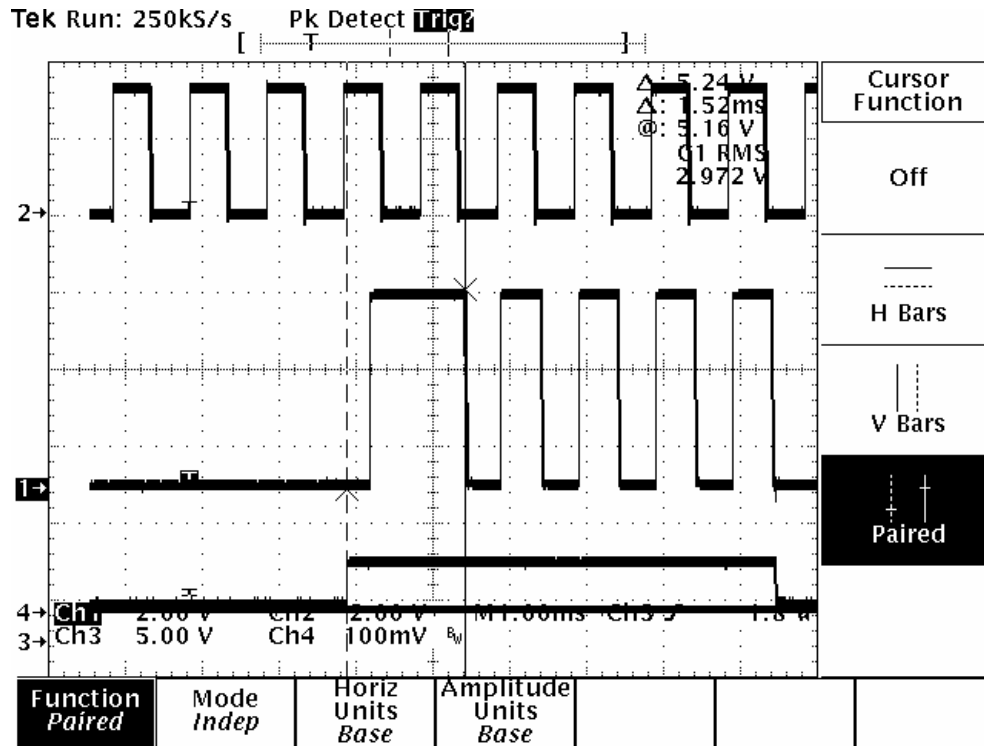 Tek Run: 250kS/s Pk Detect Trig?
[ T ]
Δ: 5.24 V
Δ: 1.52ms
@: 5.16 V
C1 RMS
2.972 V
2→
1→
4→
3→
Ch1 2.00 V Ch2 2.00 V M1.00ms Ch3
Ch3 5.00 V Ch4 100mV BW
Cursor
Function
Off
H Bars
V Bars
Paired
Function
Paired
Mode
Indep
Horiz
Units
Base
Amplitude
Units
Base